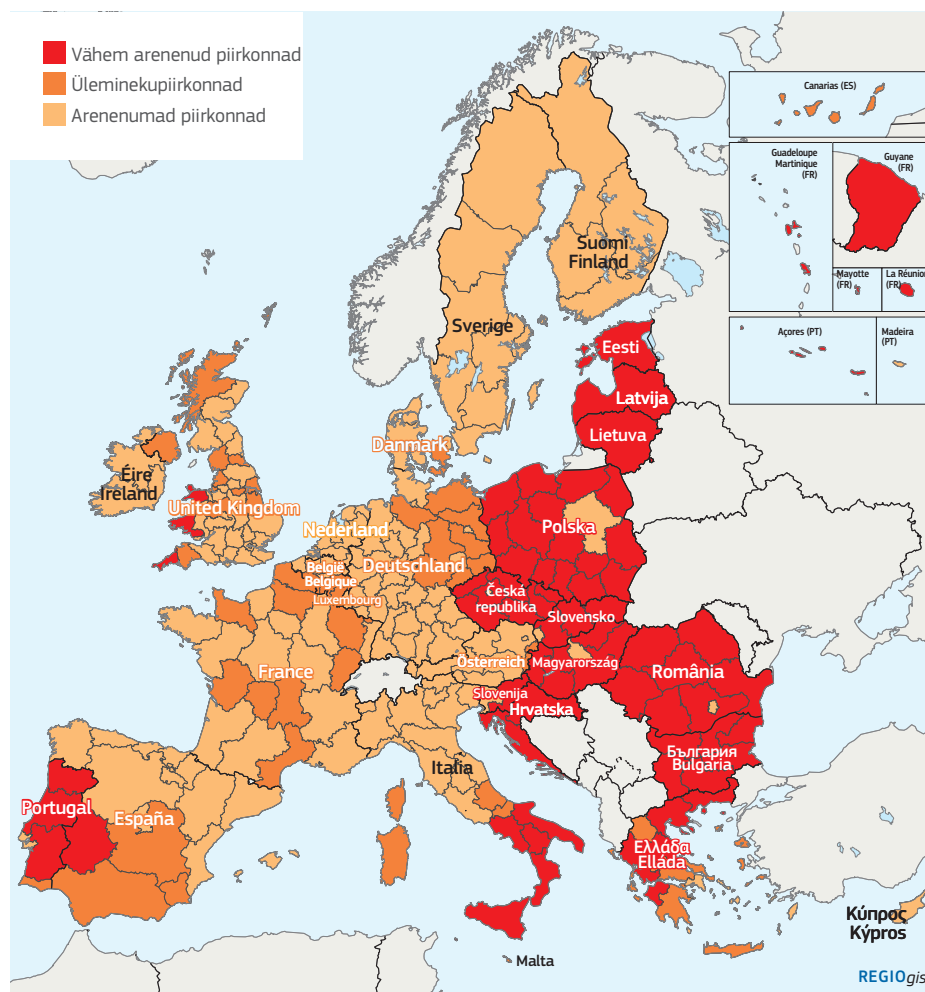 Vähem arenenud piirkonnad
Üleminekupiirkonnad
Arenenumad piirkonnad
Canarias (ES)
Guadeloupe
Martinique
(FR)
Guyane
(FR)
Mayotte
(FR)
La Réunion
(FR)
Açores (PT)
Madeira
(PT)
Suomi
Finland
Sverige
Eesti
Latvija
Lietuva
Danmark
Éire
Ireland
United Kingdom
Nederland
Polska
België
Belgique
Deutschland
Luxembourg
Česká
republika
Slovensko
France
Österreich
Magyarország
România
Slovenija
Hrvatska
България
Bulgaria
Italia
Portugal
España
Ελλάδα
Elláda
Κύπρος
Kýpros
Malta
REGIOgis